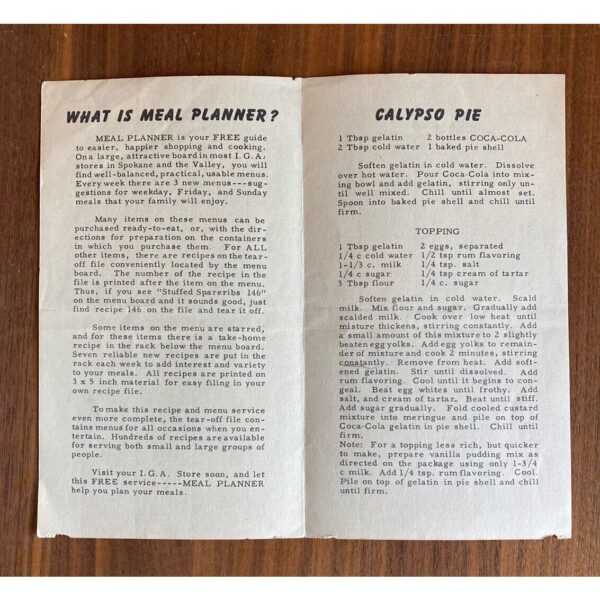 WHAT IS MEAL PLANNER?
MEAL PLANNER is your FREE guide
to easier, happier shopping and cooking.
On a large, attractive board in most I.G.A.
stores in Spokane and the Valley, you will
find well-balanced, practical, usable menus.
Every week there are 3 new menus---sug-
gestions for weekday, Friday, and Sunday
meals that your family will enjoy.
Many items on these menus can be
purchased ready-to-eat, or, with the dir-
ections for preparation on the containers
in which you purchase them. For ALL
other items, there are recipes on the tear-
off file conveniently located by the menu
board. The number of the recipe in the
file is printed after the item on the menu.
Thus, if you see "Stuffed Spareribs 146"
on the menu board and it sounds good, just
find recipe 146 on the file and tear it off.
Some items on the menu are starred,
and for these there is a take-home
recipe in the rack below the menu board.
Seven reliable new recipes are put in the
rack each week to add interest and variety
to your meals. All recipes are printed on
3 x 5 inch material for easy filing in your
own recipe file.
To make this recipe and menu service
even more complete, the tear-off file con-
tains menus for all occasions when you en-
tertain. Hundreds of recipes are available
for serving both small and large groups of
people.
Visit your I.G.A. Store soon, and let
this FREE service-----MEAL PLANNER
help you plan your meals.
CALYPSO PIE
1 Tbsp gelatin 2 bottles COCA-COLA
2 Tbsp cold water 1 baked pie shell
Soften gelatin in cold water. Dissolve
over hot water. Pour Coca-Cola into mix-
ing bowl and add gelatin, stirring only un-
til well mixed. Chill until almost set.
Spoon into baked pie shell and chill until
firm.
TOPPING
1 Tbsp gelatin 2 eggs, separated
1/4 c cold water 1/2 tsp rum flavoring
1-1/3 c. milk 1/4 tsp. salt
1/4 c sugar 1/4 tsp cream of tartar
3 Tbsp flour 1/4 c. sugar
Soften gelatin in cold water. Scald
milk. Mix flour and sugar. Gradually add
scalded milk. Cook over low heat until
mixture thickens, stirring constantly. Add
a small amount of this mixture to 2 slightly
beaten egg yolks. Add egg yolks to remain-
der of mixture and cook 2 minutes, stirring
constantly. Remove from heat. Add soft-
ened gelatin. Stir until dissolved. Add
rum flavoring. Cool until it begins to con-
geal. Beat egg whites until frothy. Add
salt, and cream of tartar. Beat until stiff.
Add sugar gradually. Fold cooled custard
mixture into meringue and pile on top of
Coca-Cola gelatin in pie shell. Chill until
firm.
Note: For a topping less rich, but quicker
to make, prepare vanilla pudding mix as
directed on the package using only 1-3/4
c milk. Add 1/4 tsp. rum flavoring. Cool.
Pile on top of gelatin in pie shell and chill
until firm.